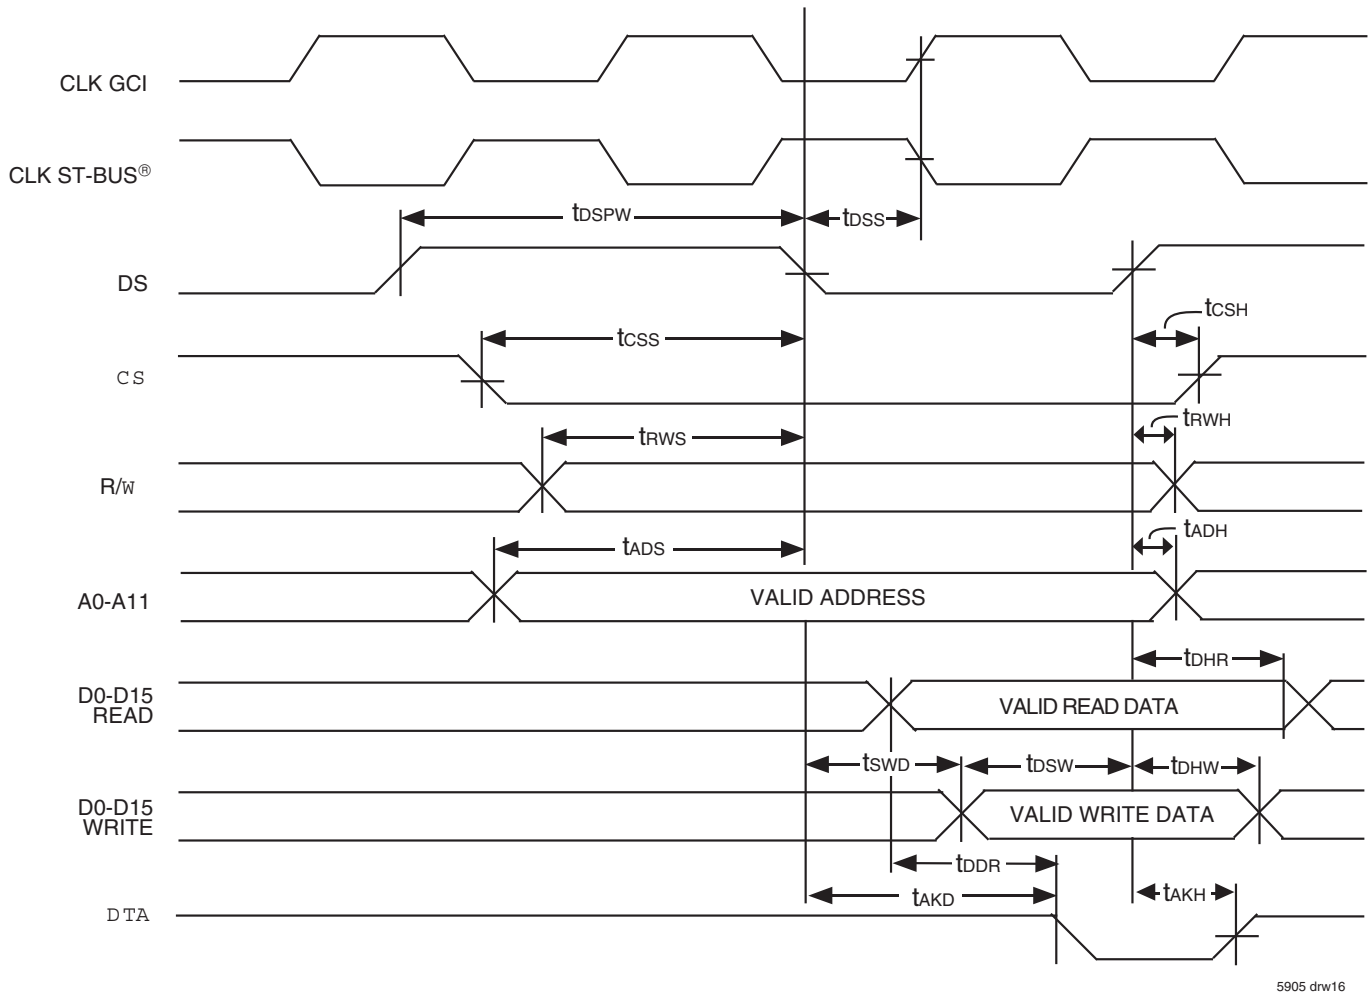 CLK GCI
CLK ST-BUS®
tDSPW
tDSS
DS
tCSH
tCSS
CS
tRWH
tRWS
R/W
tADH
tADS
A0-A11
VALID ADDRESS
tDHR
D0-D15
READ
VALID READ DATA
tSWD
tDSW
tDHW
D0-D15
WRITE
VALID WRITE DATA
tDDR
tAKD
tAKH
DTA
5905 drw16